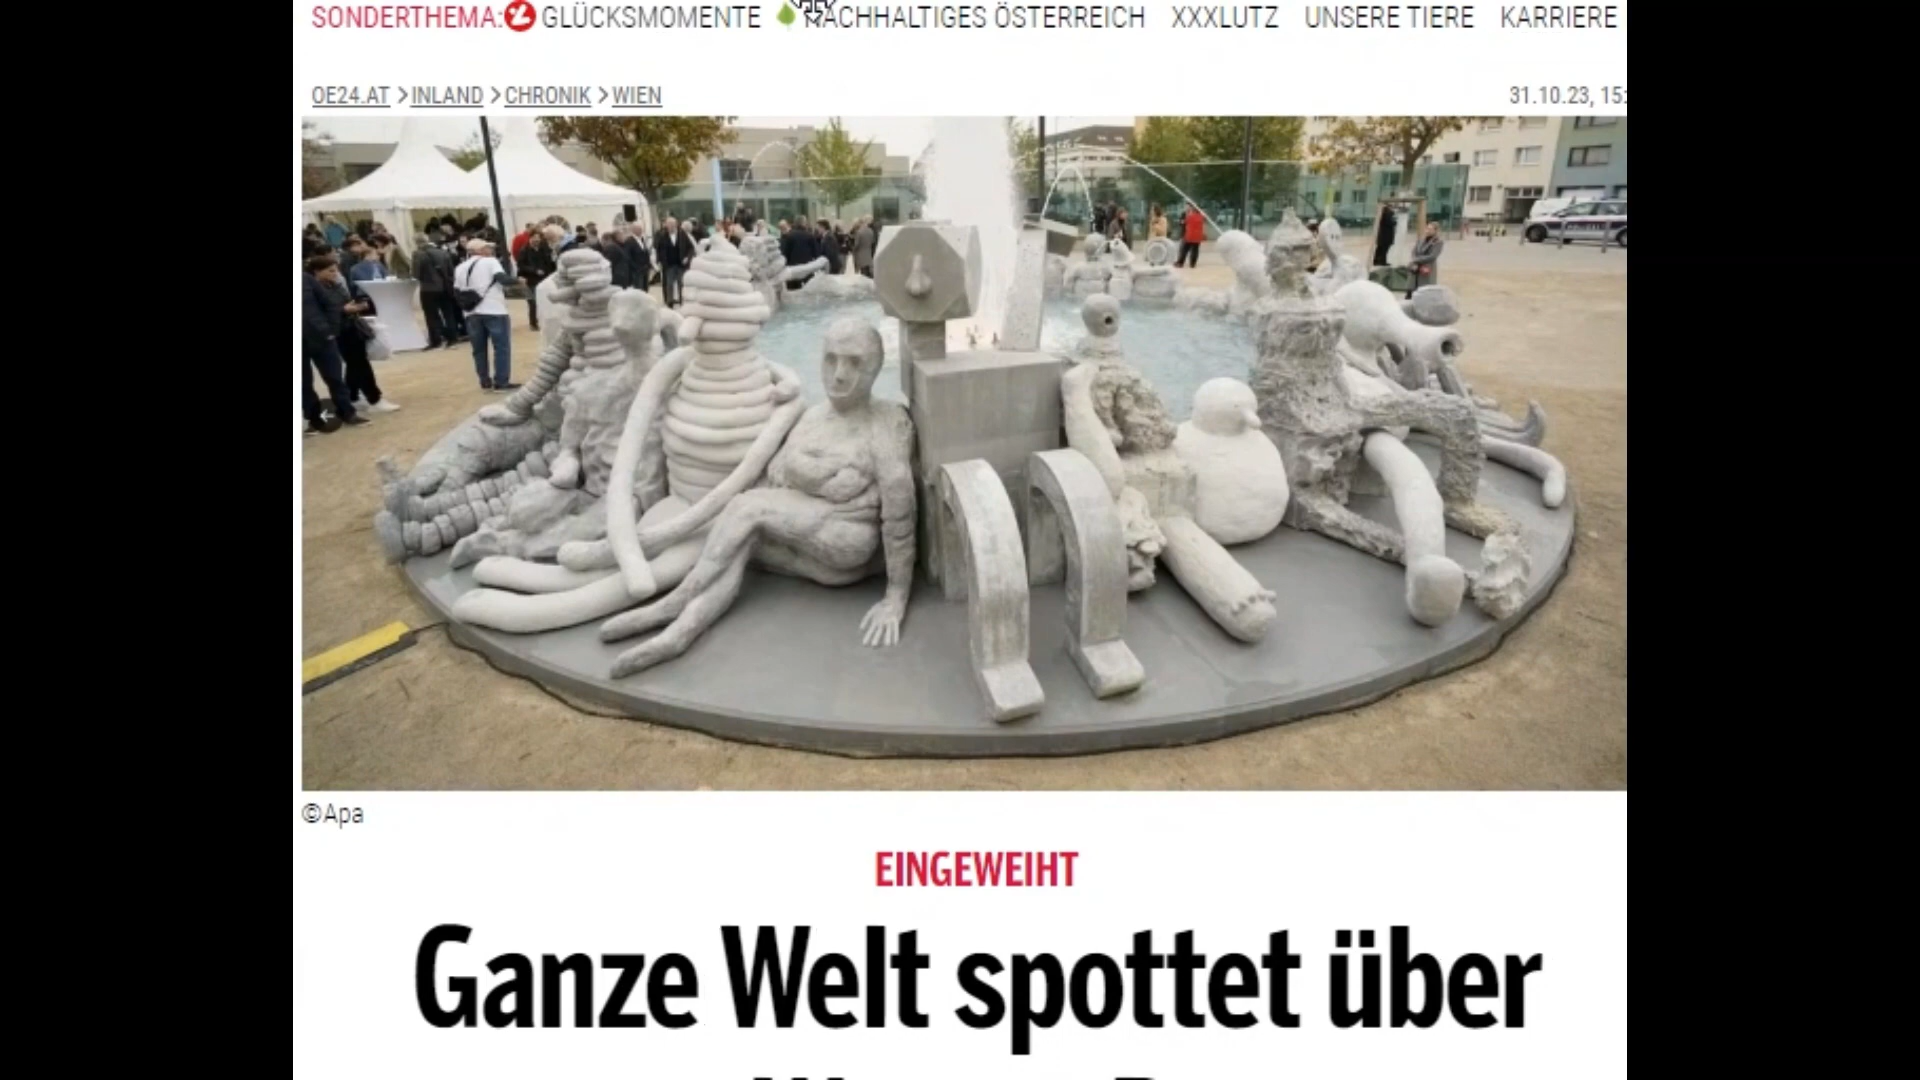 SONDERTHEMA: GLÜCKSMOMENTE NACHHALTIGES ÖSTERREICH XXXLUTZ UNSERE TIERE KARRIERE
OE24.AT > INLAND > CHRONIK > WIEN
31.10.23, 15:
©Apa
EINGEWEIHT
Ganze Welt spottet über